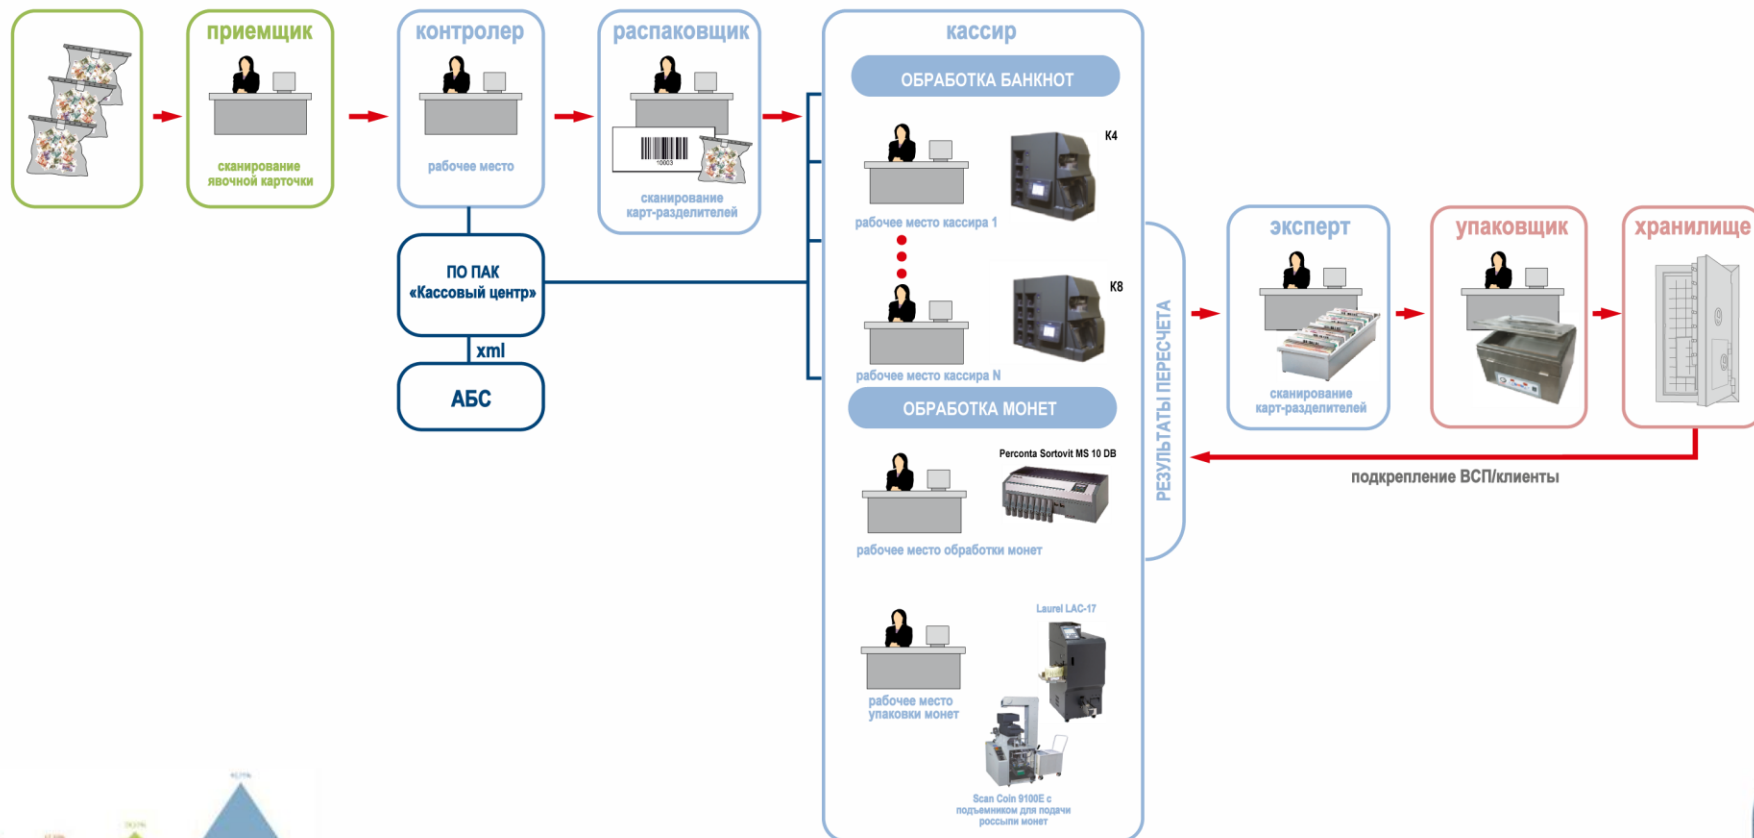 приемщик
сканирование
явочной карточки
контролер
рабочее место
ПО ПАК
«Кассовый центр»
xml
АБС
распаковщик
10003
сканирование
карт-разделителей
кассир
ОБРАБОТКА БАНКНОТ
K4
рабочее место кассира 1
K8
рабочее место кассира N
ОБРАБОТКА МОНЕТ
Perconta Sortovit MS 10 DB
рабочее место обработки монет
Laurel LAC-17
рабочее место
упаковки монет
Scan Coin 9100E с
подъемником для подачи
россыпи монет
РЕЗУЛЬТАТЫ ПЕРЕСЧЕТА
эксперт
сканирование
карт-разделителей
упаковщик
хранилище
подкрепление ВСП/клиенты